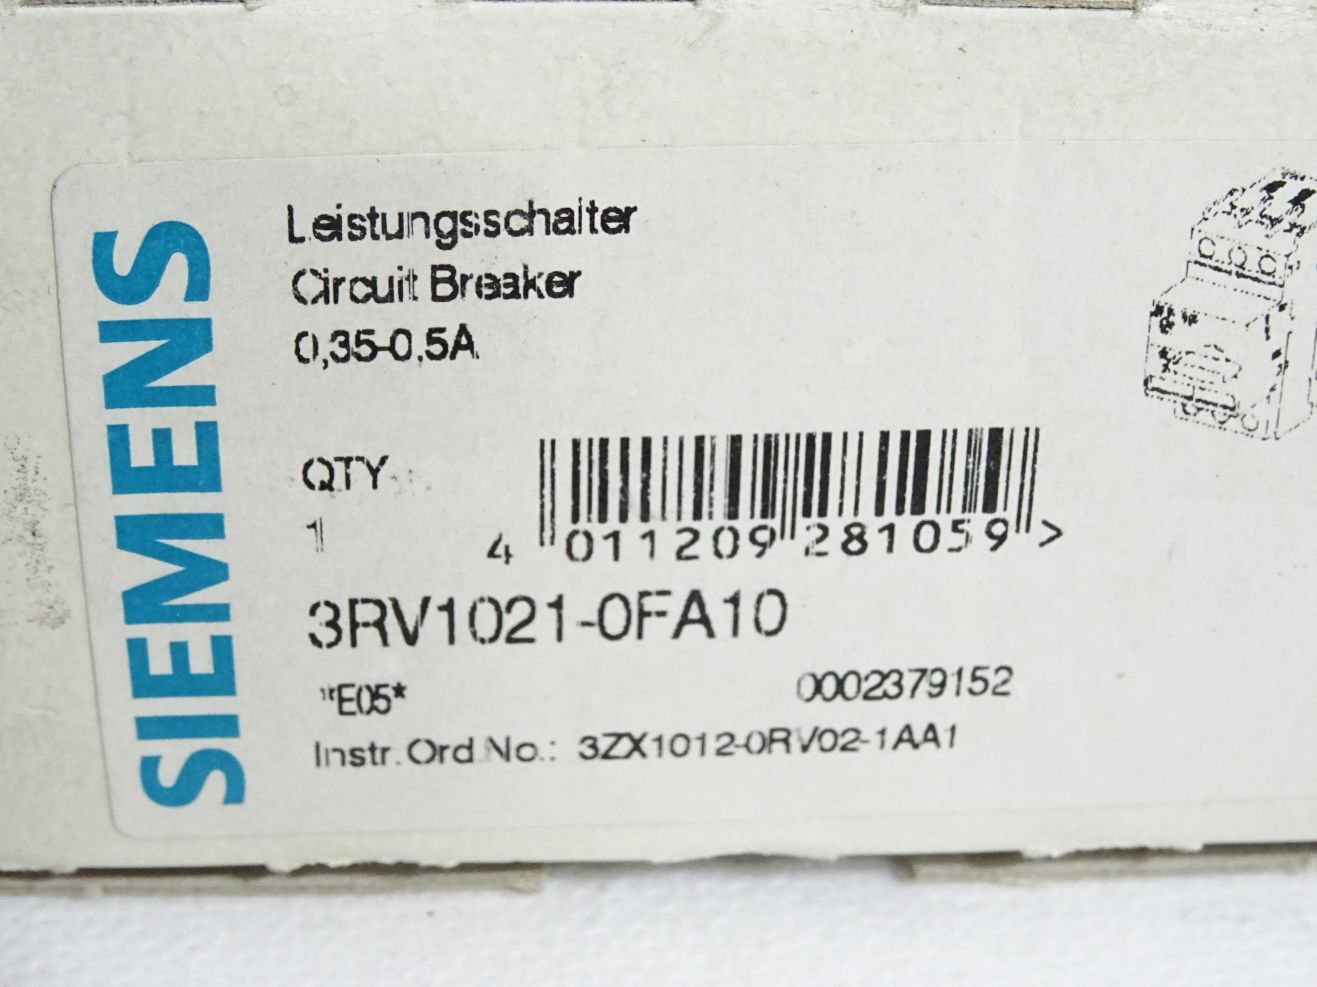 SIEMENS
Leistungsschalter
Circuit Breaker
0,35-0,5A
QTY
1
4 011209 281059 >
3RV1021-0FA10
*E05*
0002379152
Instr.Ord.No.: 3ZX1012-0RV02-1AA1